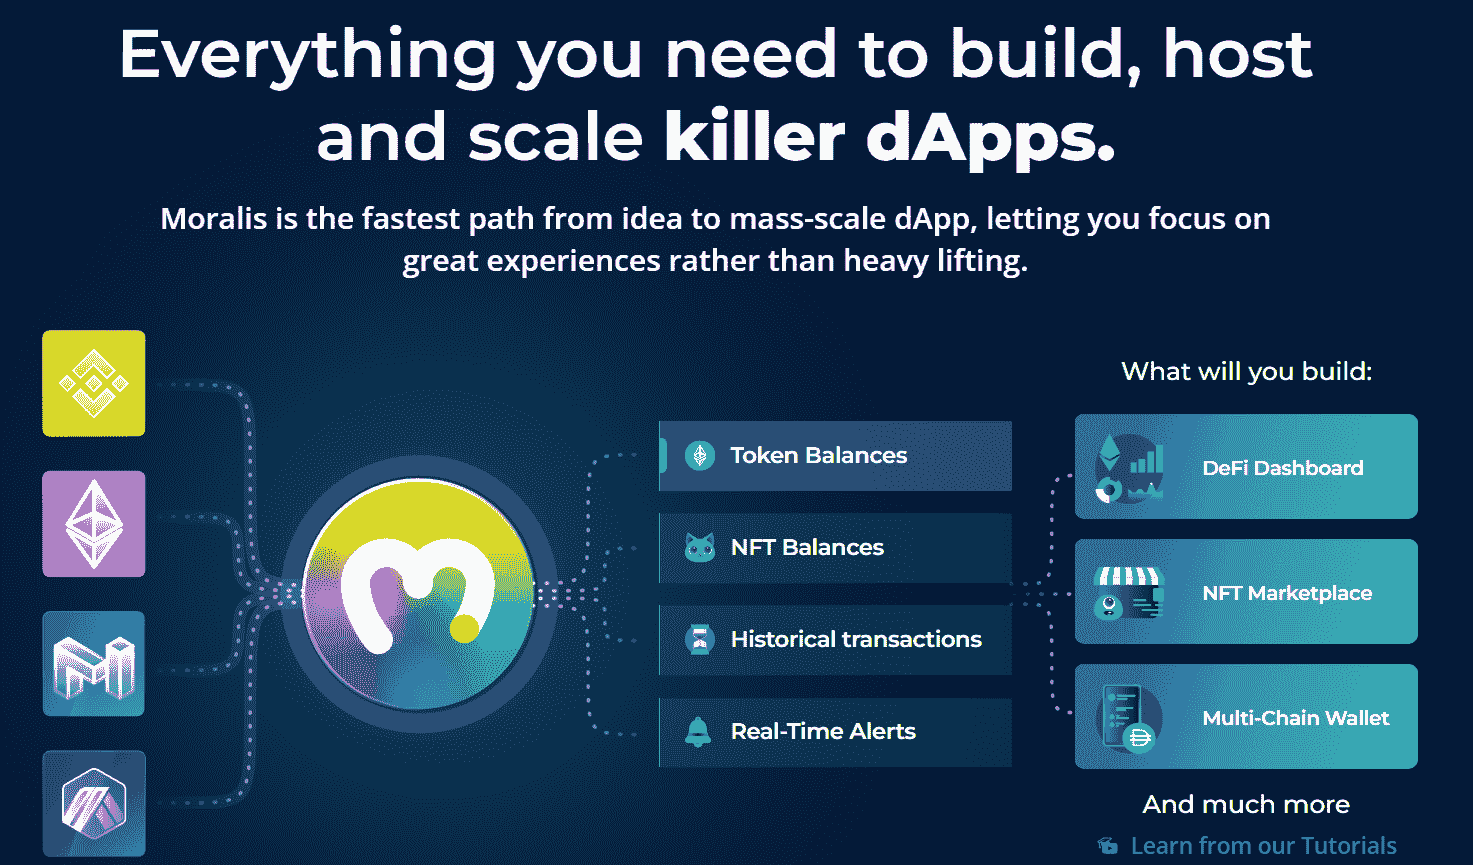 Everything you need to build, host
and scale killer dApps.
Moralis is the fastest path from idea to mass-scale dApp, letting you focus on
great experiences rather than heavy lifting.
Token Balances
NFT Balances
Historical transactions
Real-Time Alerts
What will you build:
DeFi Dashboard
NFT Marketplace
Multi-Chain Wallet
And much more
Learn from our Tutorials